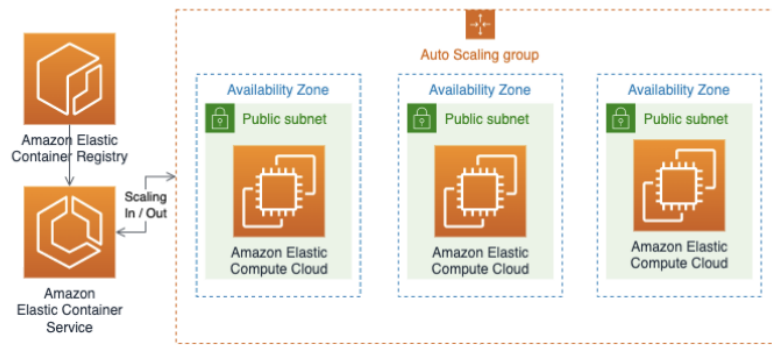 Auto Scaling group
Amazon Elastic
Container Registry
Scaling
In / Out
Amazon
Elastic Container
Service
Availability Zone
Public subnet
Amazon Elastic
Compute Cloud
Availability Zone
Public subnet
Amazon Elastic
Compute Cloud
Availability Zone
Public subnet
Amazon Elastic
Compute Cloud